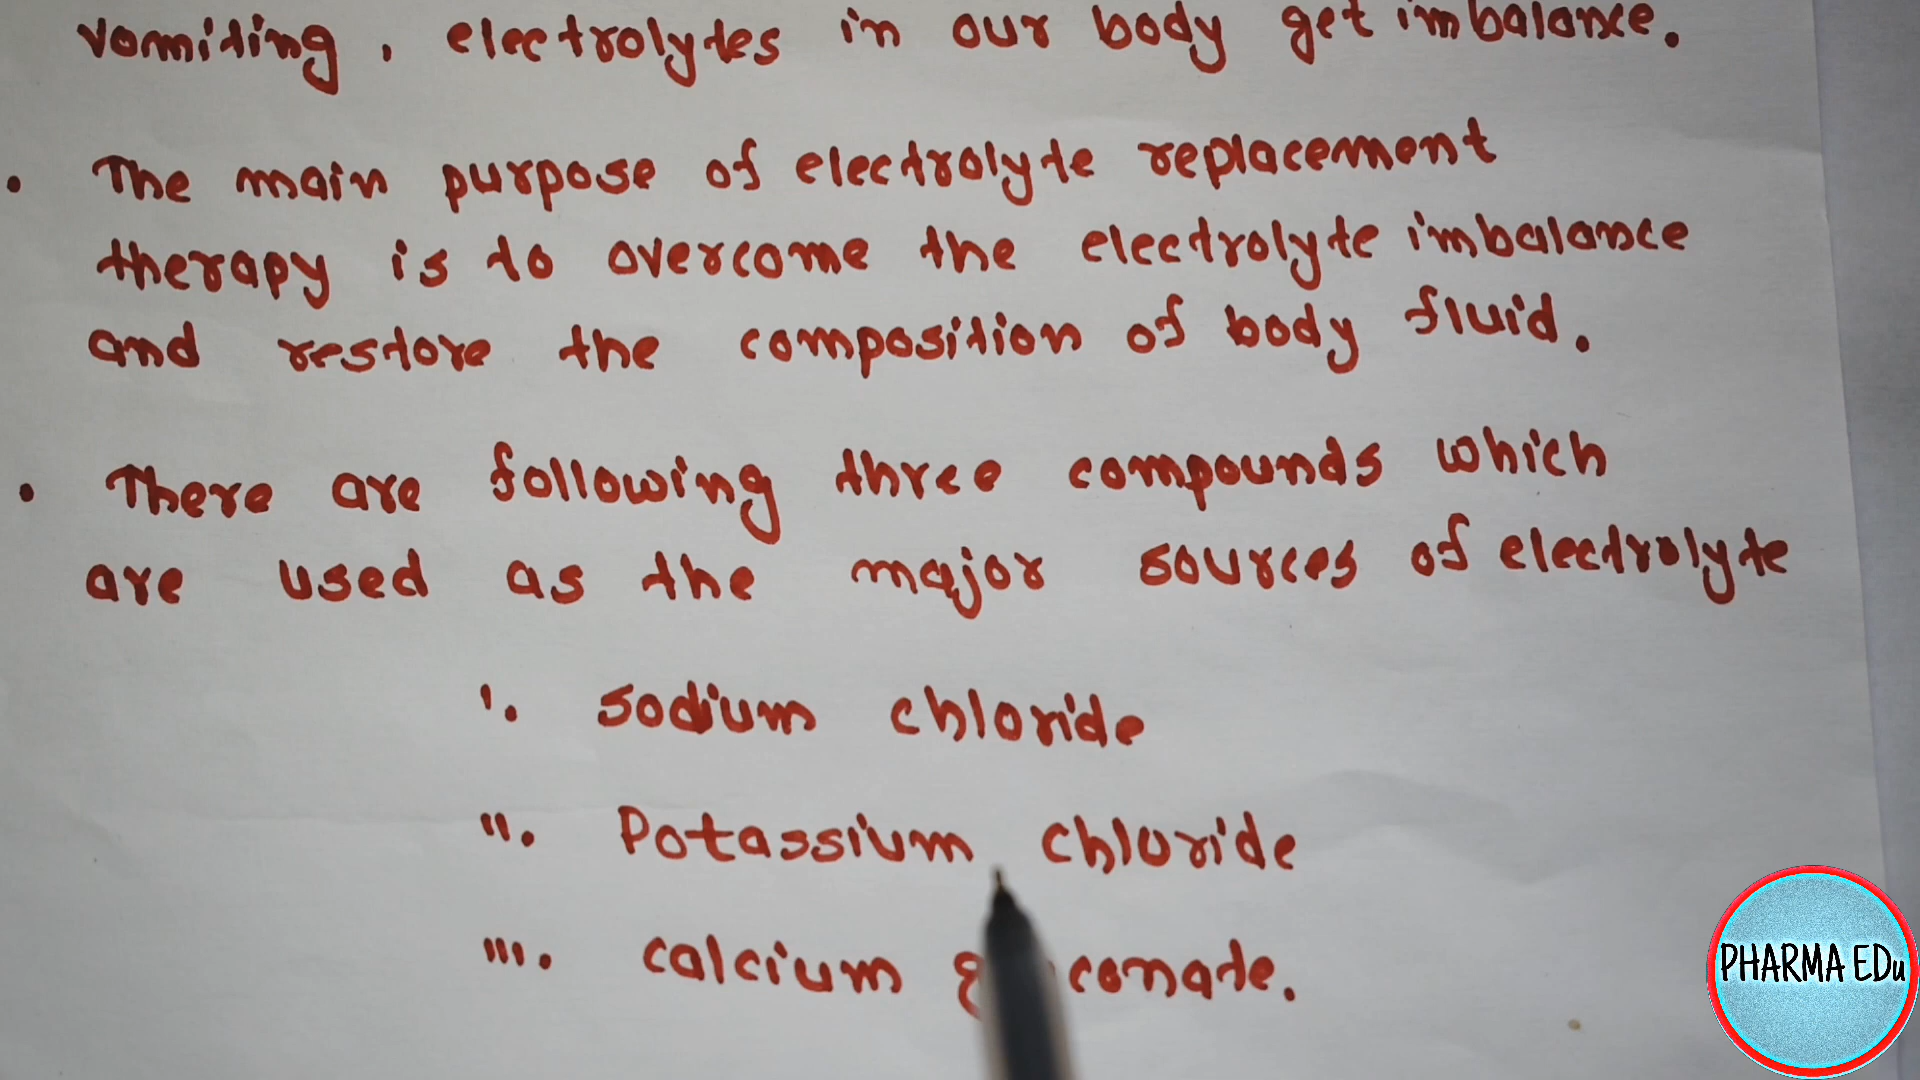 vomiting, electrolytes in our body get imbalance.
• The main purpose of electrolyte replacement
therapy is to overcome the electrolyte imbalance
and restore the composition of body fluid.
• There are following three compounds which
are used as the major sources of electrolyte
i. sodium chloride
ii. Potassium chloride
iii. calcium g conate.
PHARMA EDu